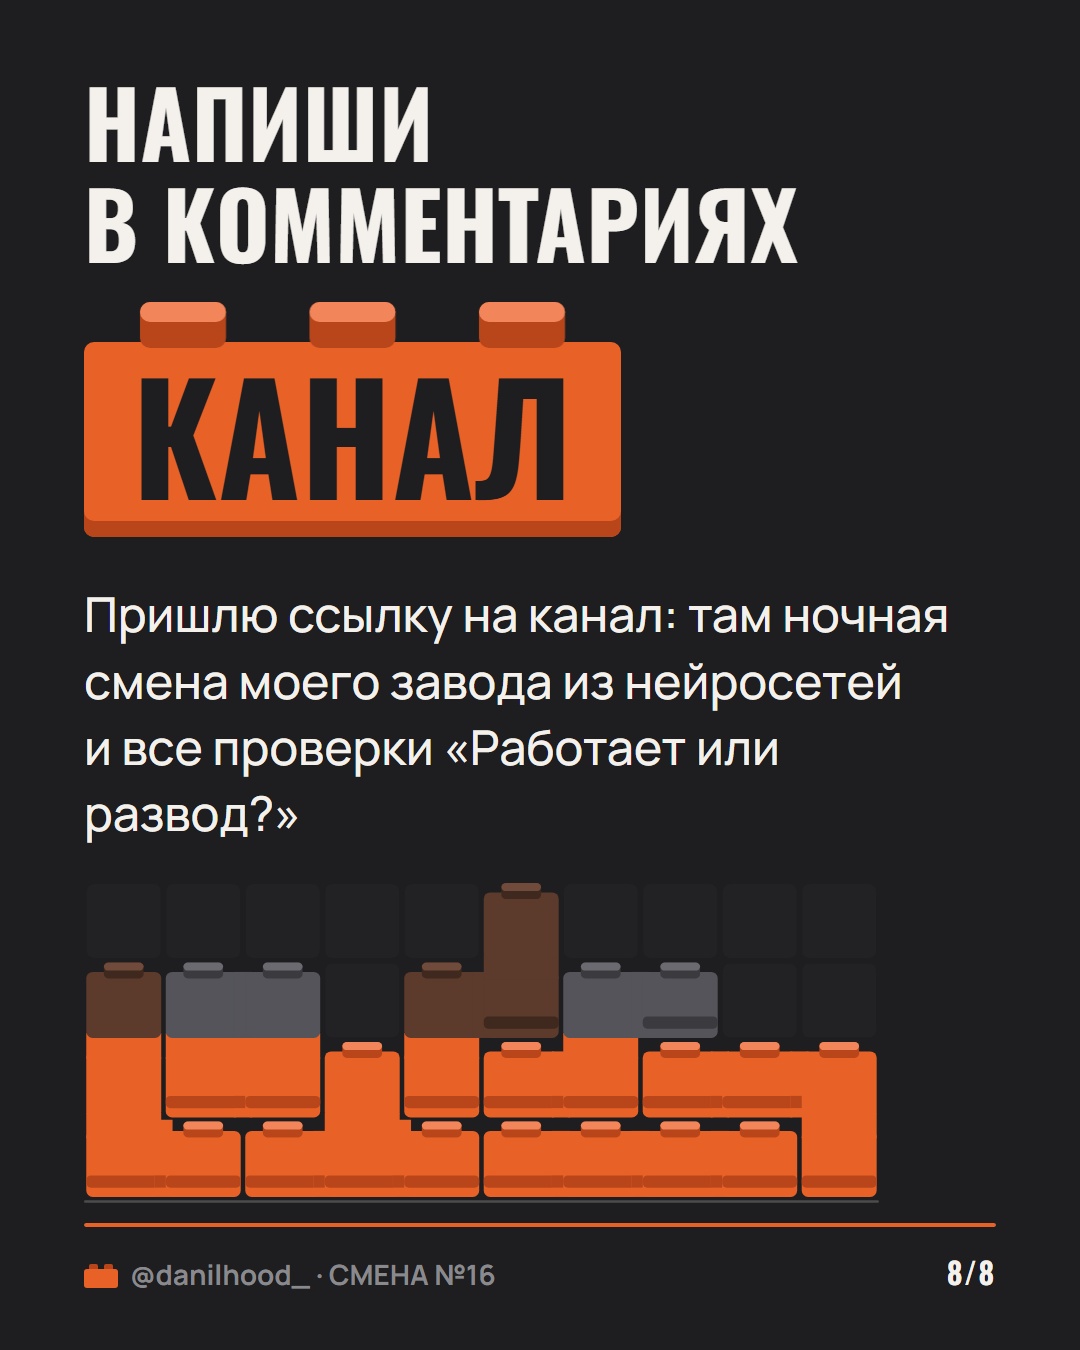 НАПИШИ
В КОММЕНТАРИЯХ
КАНАЛ
Пришлю ссылку на канал: там ночная
смена моего завода из нейросетей
и все проверки «Работает или
развод?»
@danilhood_ · СМЕНА №16
8/8